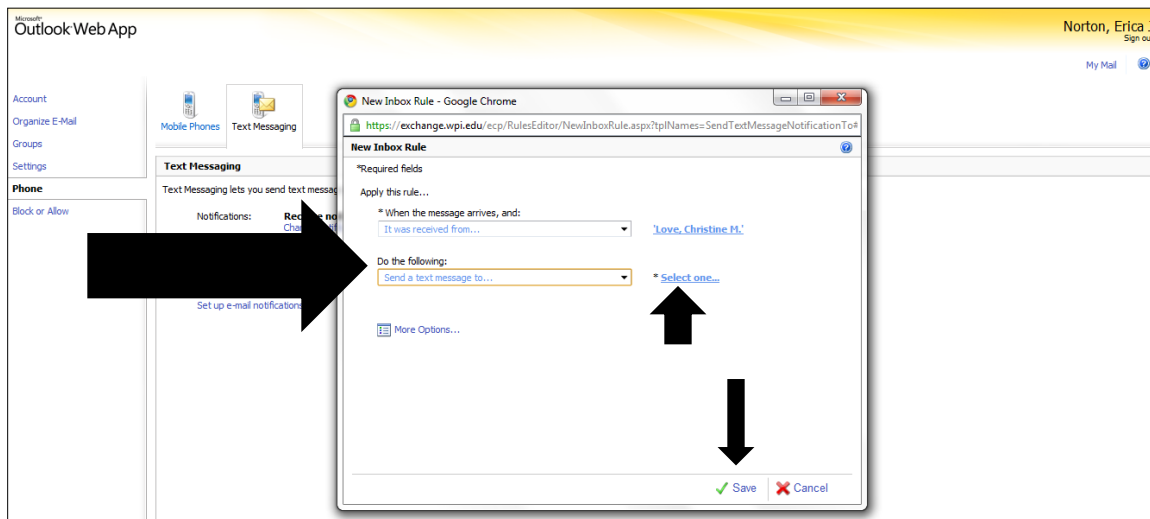 Microsoft
Outlook Web App
Norton, Erica J
Sign ou
My Mail
Account
Organize E-Mail
Groups
Settings
Phone
Block or Allow
Mobile Phones
Text Messaging
Text Messaging
Text Messaging lets you send text messag
Notifications:
Set up e-mail notifications
New Inbox Rule - Google Chrome
https://exchange.wpi.edu/ecp/RulesEditor/NewInboxRule.aspx?tplNames=SendTextMessageNotificationTo#
New Inbox Rule
*Required fields
Apply this rule...
* When the message arrives, and:
It was received from... 'Love, Christine M.'
Do the following:
Send a text message to... * Select one...
More Options...
Save Cancel